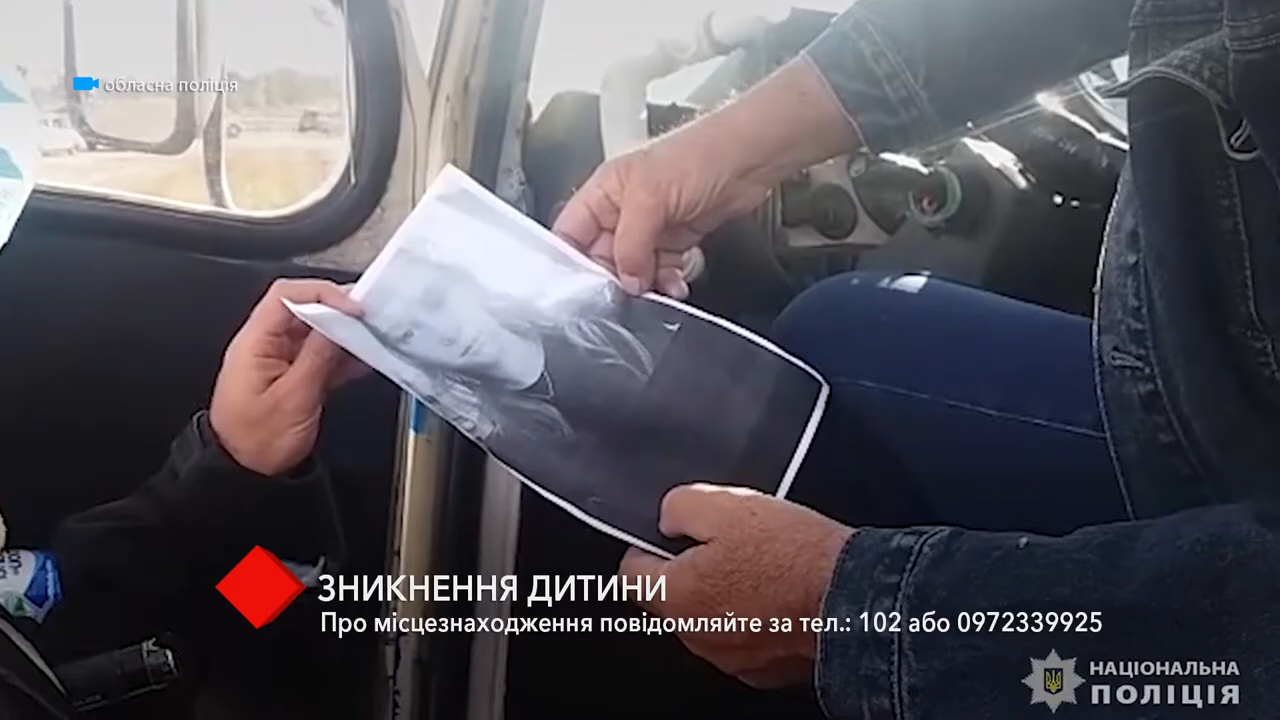 обласна поліція
ЗНИКНЕННЯ ДИТИНИ
Про місцезнаходження повідомляйте за тел.: 102 або 0972339925
НАЦІОНАЛЬНА
ПОЛІЦІЯ